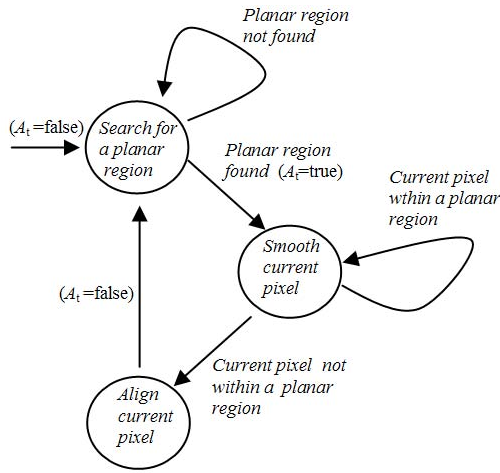 Planar region
not found
(At=false)
Search for
a planar
region
Planar region
found (At=true)
Current pixel
wthin a planar
region
Smooth
current
pixel
(At=false)
Current pixel not
within a planar
region
Align
current
pixel